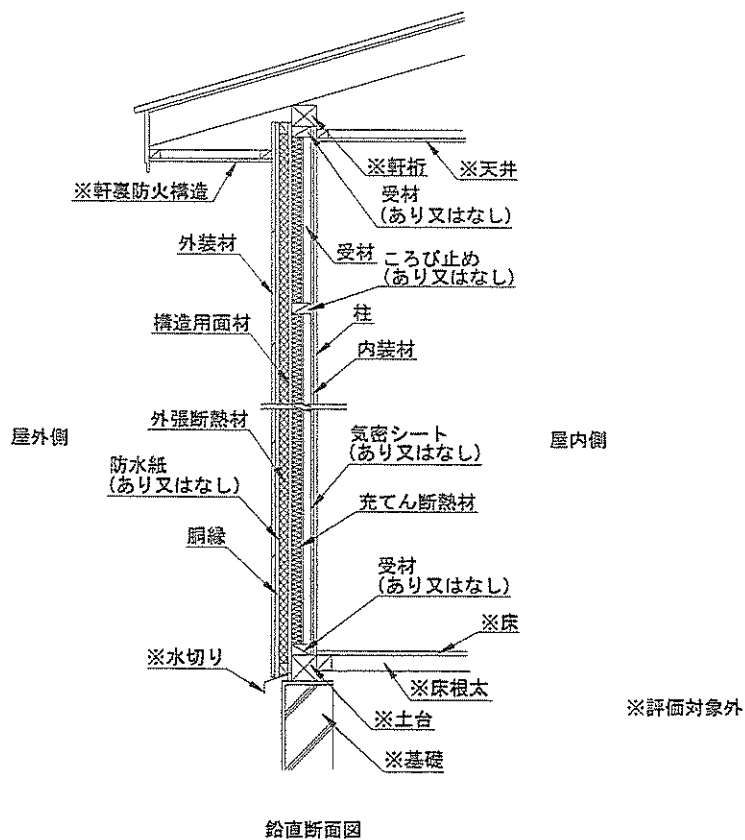 ※軒桁
※天井
※軒裏防火構造
受材
(あり又はなし)
外装材
受材
ころび止め
(あり又はなし)
柱
構造用面材
内装材
外張断熱材
気密シート
(あり又はなし)
屋外側
屋内側
防水紙
(あり又はなし)
充てん断熱材
胴縁
受材
(あり又はなし)
※床
※水切り
※床根太
※土台
※評価対象外
※基礎
鉛直断面図